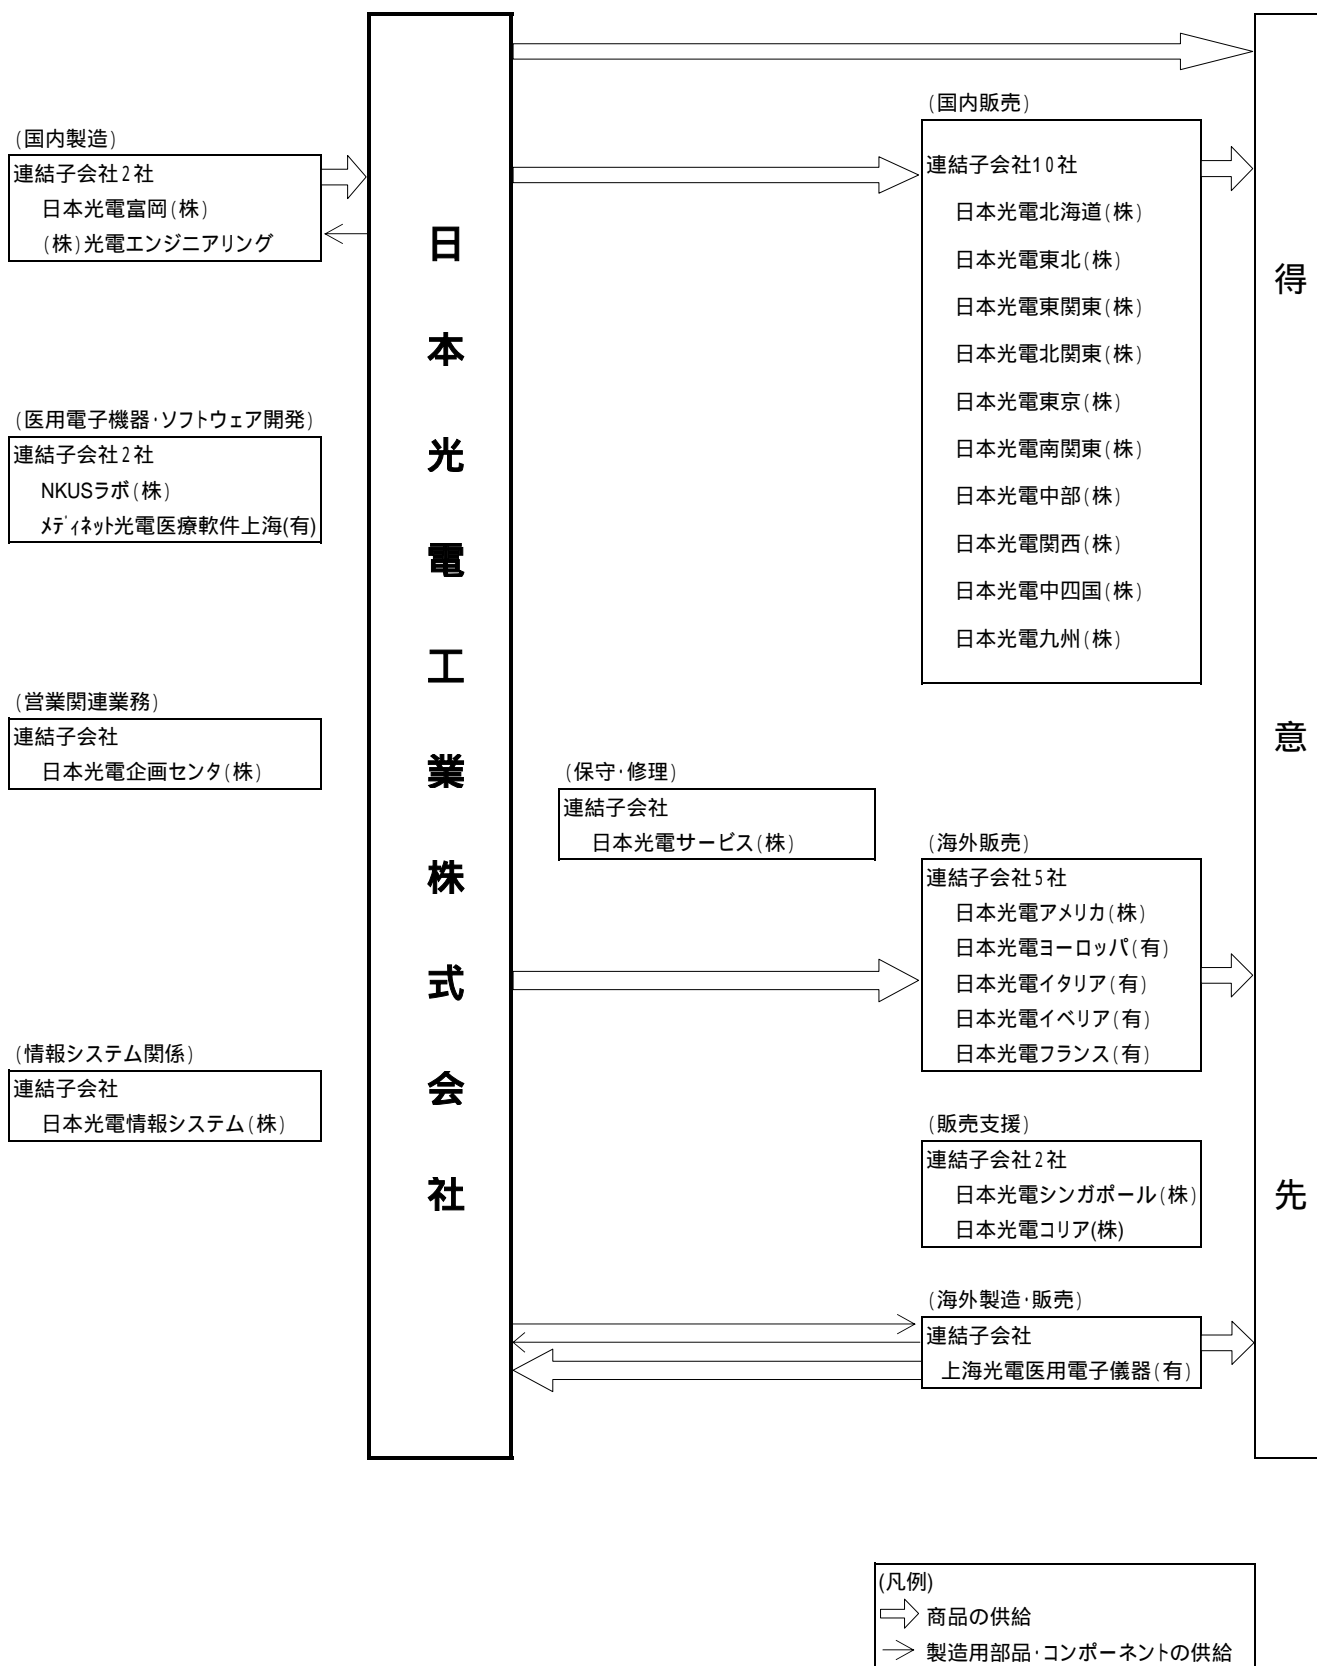 (国内製造)
連結子会社2社
日本光電富岡(株)
(株)光電エンジニアリング
(医用電子機器・ソフトウェア開発)
連結子会社2社
NKUSラボ(株)
メディネット光電医療軟件上海(有)
(営業関連業務)
連結子会社
日本光電企画センタ(株)
(情報システム関係)
連結子会社
日本光電情報システム(株)
日本光電工業株式会社
(保守・修理)
連結子会社
日本光電サービス(株)
(国内販売)
連結子会社10社
日本光電北海道(株)
日本光電東北(株)
日本光電東関東(株)
日本光電北関東(株)
日本光電東京(株)
日本光電南関東(株)
日本光電中部(株)
日本光電関西(株)
日本光電中四国(株)
日本光電九州(株)
(海外販売)
連結子会社5社
日本光電アメリカ(株)
日本光電ヨーロッパ(有)
日本光電イタリア(有)
日本光電イベリア(有)
日本光電フランス(有)
(販売支援)
連結子会社2社
日本光電シンガポール(株)
日本光電コリア(株)
(海外製造・販売)
連結子会社
上海光電医用電子儀器(有)
得意先
(凡例)
商品の供給
製造用部品・コンポーネントの供給